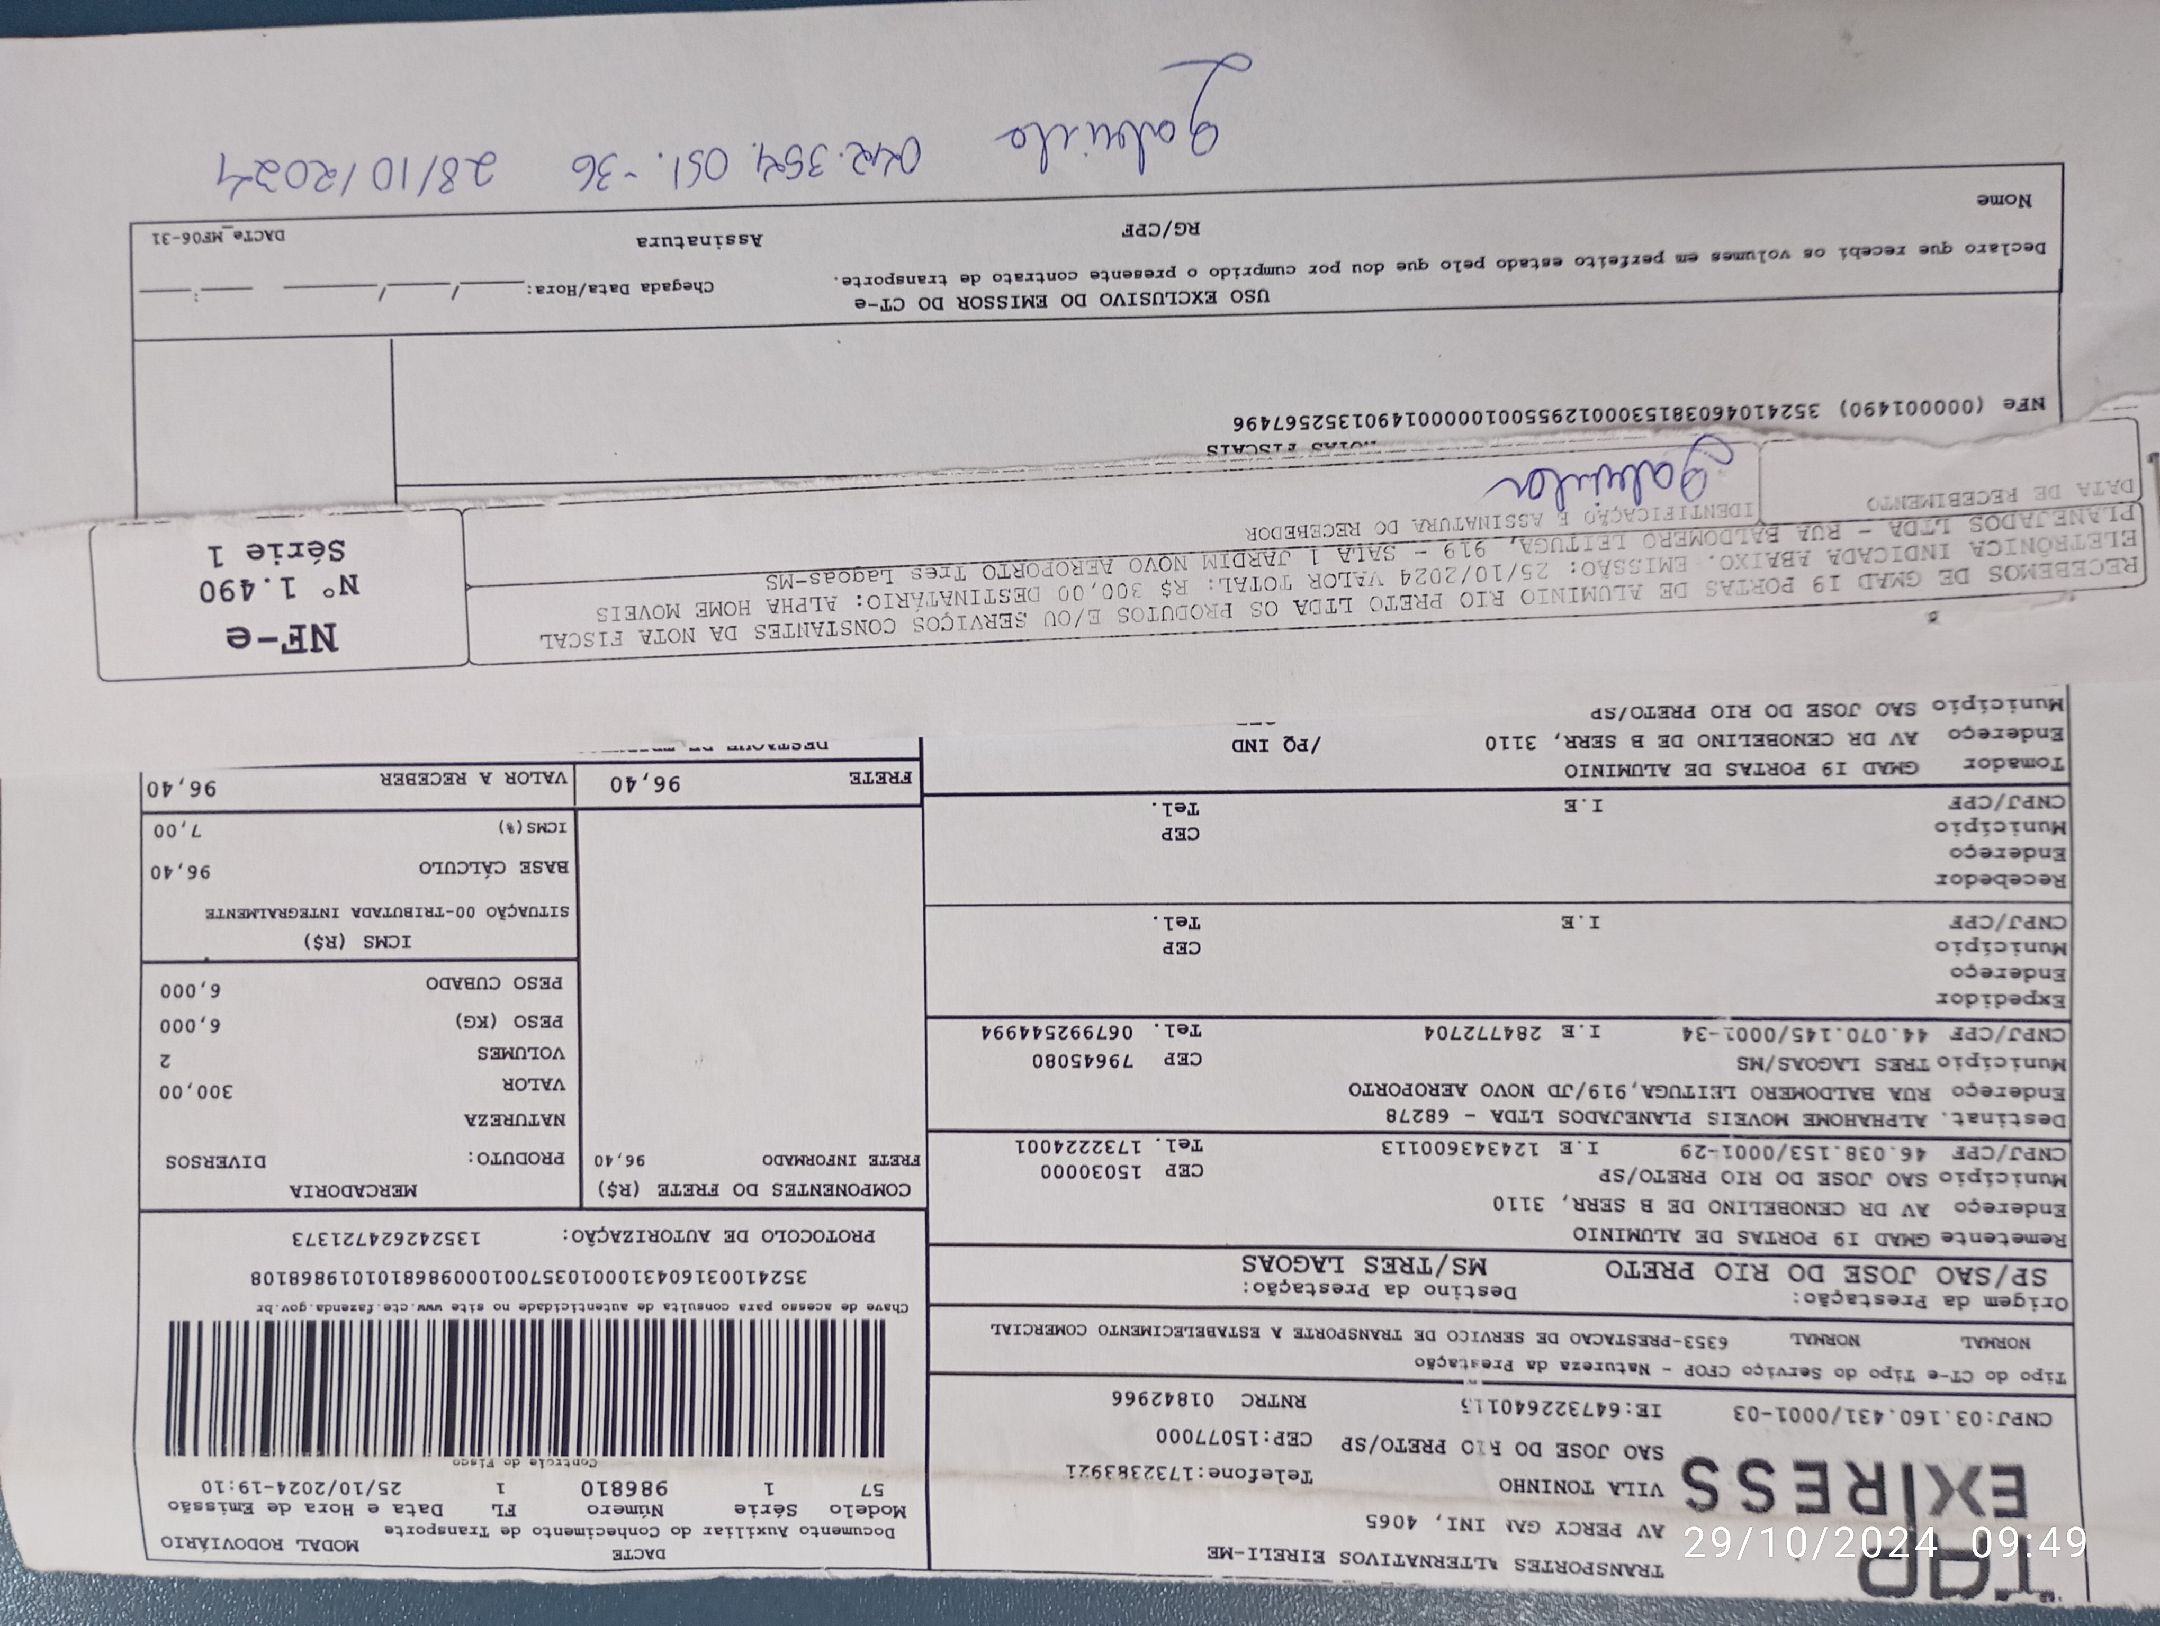 TRANSPORTES ALTERNATIVOS EIRELI-ME
AV PERCY GAN INI, 4065
VILA TONINHO
Telefone:1732383921
SAO JOSE DO RIO PRETO/SP CEP:15077000
TAP
EXPRESS
CNPJ:03.160.431/0001-03 IE:647322640115 RNTRC 01842966
Tipo do CT-e Tipo do Serviço CFOP - Natureza da Prestação
NORMAL NORMAL 6353-PRESTACAO DE SERVICO DE TRANSPORTE A ESTABELECIMENTO COMERCIAL
Origem da Prestação: Destino da Prestação:
SP/SAO JOSE DO RIO PRETO MS/TRES LAGOAS
Remetente GMAD 19 PORTAS DE ALUMINIO
Endereço AV DR CENOBELINO DE B SERR, 3110
Município SAO JOSE DO RIO PRETO/SP CEP 15030000
CNPJ/CPF 46.038.153/0001-29 I.E 124343600113 Tel. 1732224001
Destinat. ALPHAHOME MOVEIS PLANEJADOS LTDA - 68278
Endereço RUA BALDOMERO LEITUGA,919/JD NOVO AEROPORTO
Município TRES LAGOAS/MS CEP 79645080
CNPJ/CPF 44.070.145/0001-34 I.E 284772704 Tel. 067992544994
Expedidor
Endereço
Município CEP
CNPJ/CPF I.E Tel.
Recebedor
Endereço
Município CEP
CNPJ/CPF I.E Tel.
Tomador GMAD 19 PORTAS DE ALUMINIO
Endereço AV DR CENOBELINO DE B SERR, 3110 /PQ IND
Município SAO JOSE DO RIO PRETO/SP
DACTE MODAL RODOVIÁRIO
Documento Auxiliar do Conhecimento de Transporte
Modelo Série Número FL Data e Hora de Emissão
57 1 986810 1 25/10/2024-19:10
Controle do Fisco
Chave de acesso para consulta de autenticidade no site www.cte.fazenda.gov.br
35241003160431000103570010009868101019868108
PROTOCOLO DE AUTORIZAÇÃO: 135242624721373
COMPONENTES DO FRETE (R$) MERCADORIA
FRETE INFORMADO 96,40
PRODUTO: DIVERSOS
NATUREZA
VALOR 300,00
VOLUMES 2
PESO (KG) 6,000
PESO CUBADO 6,000
ICMS (R$)
SITUAÇÃO 00-TRIBUTADA INTEGRALMENTE
BASE CÁLCULO 96,40
ICMS(%) 7,00
FRETE 96,40 VALOR A RECEBER 96,40
RECEBEMOS DE GMAD 19 PORTAS DE ALUMINIO RIO PRETO LTDA OS PRODUTOS E/OU SERVIÇOS CONSTANTES DA NOTA FISCAL
ELETRÔNICA INDICADA ABAIXO. EMISSÃO: 25/10/2024 VALOR TOTAL: R$ 300,00 DESTINATÁRIO: ALPHA HOME MOVEIS
PLANEJADOS LTDA - RUA BALDOMERO LEITUGA, 919 - SALA 1 JARDIM NOVO AEROPORTO Tres Lagoas-MS
DATA DE RECEBIMENTO IDENTIFICAÇÃO E ASSINATURA DO RECEBEDOR
NF-e
Nº 1.490
Série 1
NOTAS FISCAIS
NFe (000001490) 35241046038153000129550010000014901352567496
USO EXCLUSIVO DO EMISSOR DO CT-e
Declaro que recebi os volumes em perfeito estado pelo que dou por cumprido o presente contrato de transporte. Chegada Data/Hora: ____/____/____ ___:___
Nome RG/CPF Assinatura DACTe_MF06-31
042.354.051.-36 28/10/2024
29/10/2024 09:49